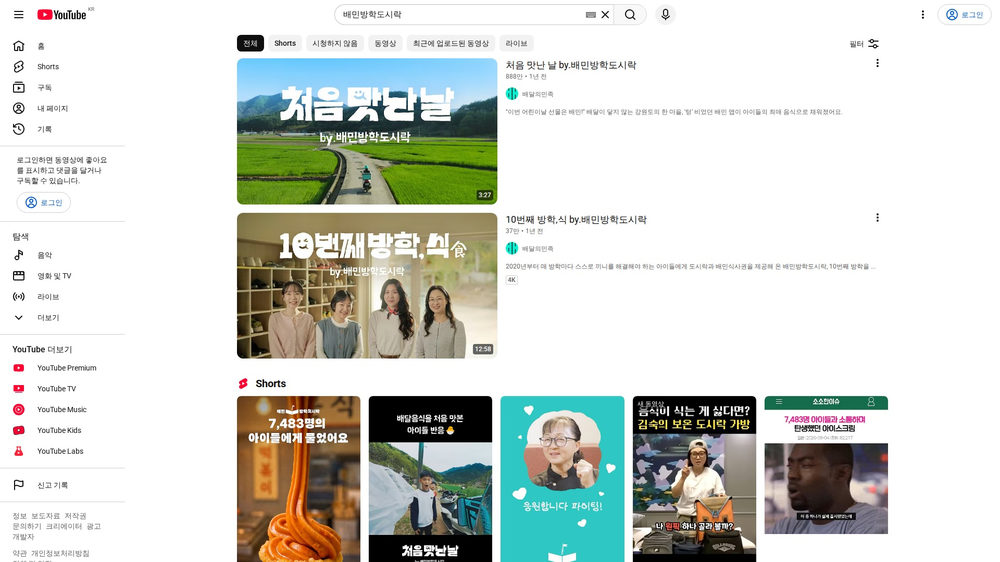 YouTube KR
배민방학도시락
로그인
홈
Shorts
구독
내 페이지
기록
로그인하면 동영상에 좋아요
를 표시하고 댓글을 달거나
구독할 수 있습니다.
로그인
탐색
음악
영화 및 TV
라이브
더보기
YouTube 더보기
YouTube Premium
YouTube TV
YouTube Music
YouTube Kids
YouTube Labs
신고 기록
정보 보도자료 저작권
문의하기 크리에이터 광고
개발자
약관 개인정보처리방침
전체
Shorts
시청하지 않음
동영상
최근에 업로드된 동영상
라이브
필터
처음 맛난날
by.배민방학도시락
3:27
처음 맛난 날 by.배민방학도시락
888만 • 1년 전
배달의민족
"이번 어린이날 선물은 배민!" 배달이 닿지 않는 강원도의 한 마을, '텅' 비었던 배민 앱이 아이들의 최애 음식으로 채워졌어요.
10번째 방학,식食
by.배민방학도시락
12:58
10번째 방학,식 by.배민방학도시락
37만 • 1년 전
배달의민족
2020년부터 매 방학마다 스스로 끼니를 해결해야 하는 아이들에게 도시락과 배민식사권을 제공해 온 배민방학도시락, 10번째 방학을 ...
4K
Shorts
배민 방학도시락
7,483명의
아이들에게 물었어요
배달음식을 처음 맛본
아이들 반응
처음맛난날
응원합니다 파이팅!
새 동영상
음식이 식는 게 싫다면?
김숙의 보온 도시락 가방
나 원픽 하나 골라 볼까?
소소한이슈
7,483명 아이들과 소통하며
탄생했던 아이스크림